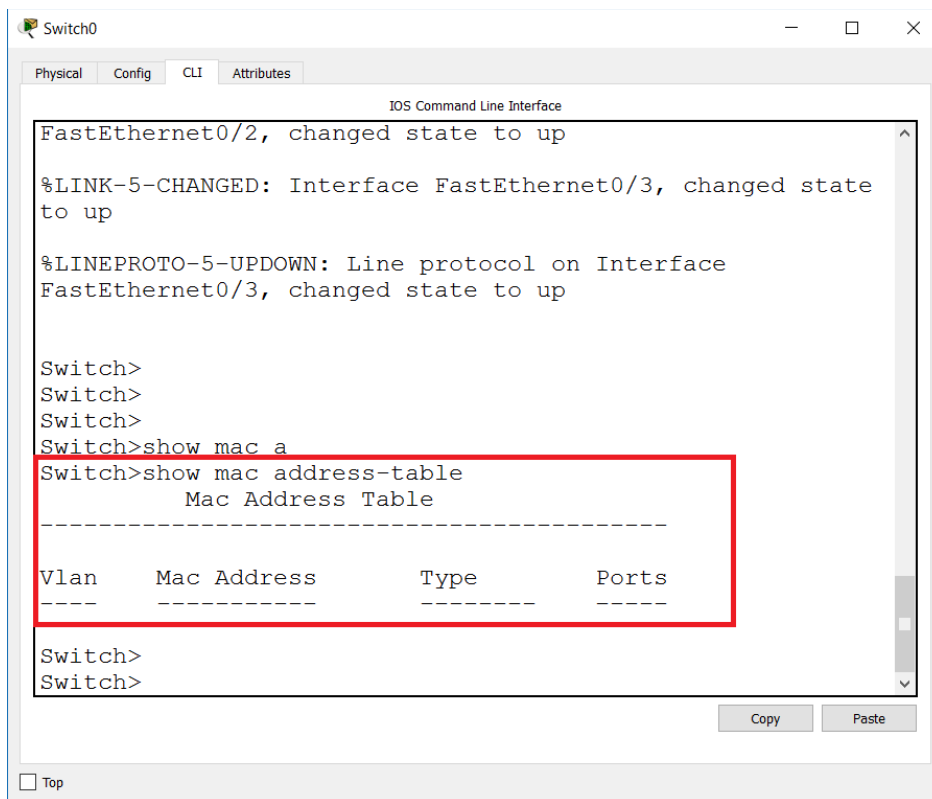 Switch0
Physical Config CLI Attributes
IOS Command Line Interface
FastEthernet0/2, changed state to up
%LINK-5-CHANGED: Interface FastEthernet0/3, changed state
to up
%LINEPROTO-5-UPDOWN: Line protocol on Interface
FastEthernet0/3, changed state to up
Switch>
Switch>
Switch>
Switch>show mac a
Switch>show mac address-table
Mac Address Table
-------------------------------------------
Vlan    Mac Address       Type        Ports
----    -----------       --------    -----
Switch>
Switch>
Copy Paste
Top